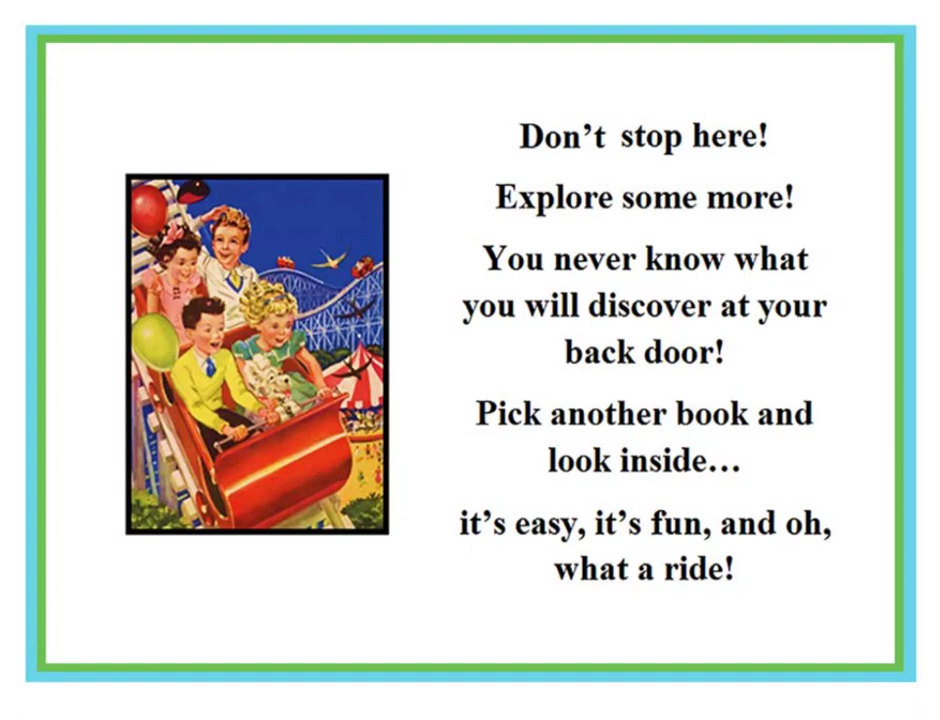 Don’t stop here!
Explore some more!
You never know what
you will discover at your
back door!
Pick another book and
look inside…
it’s easy, it’s fun, and oh,
what a ride!